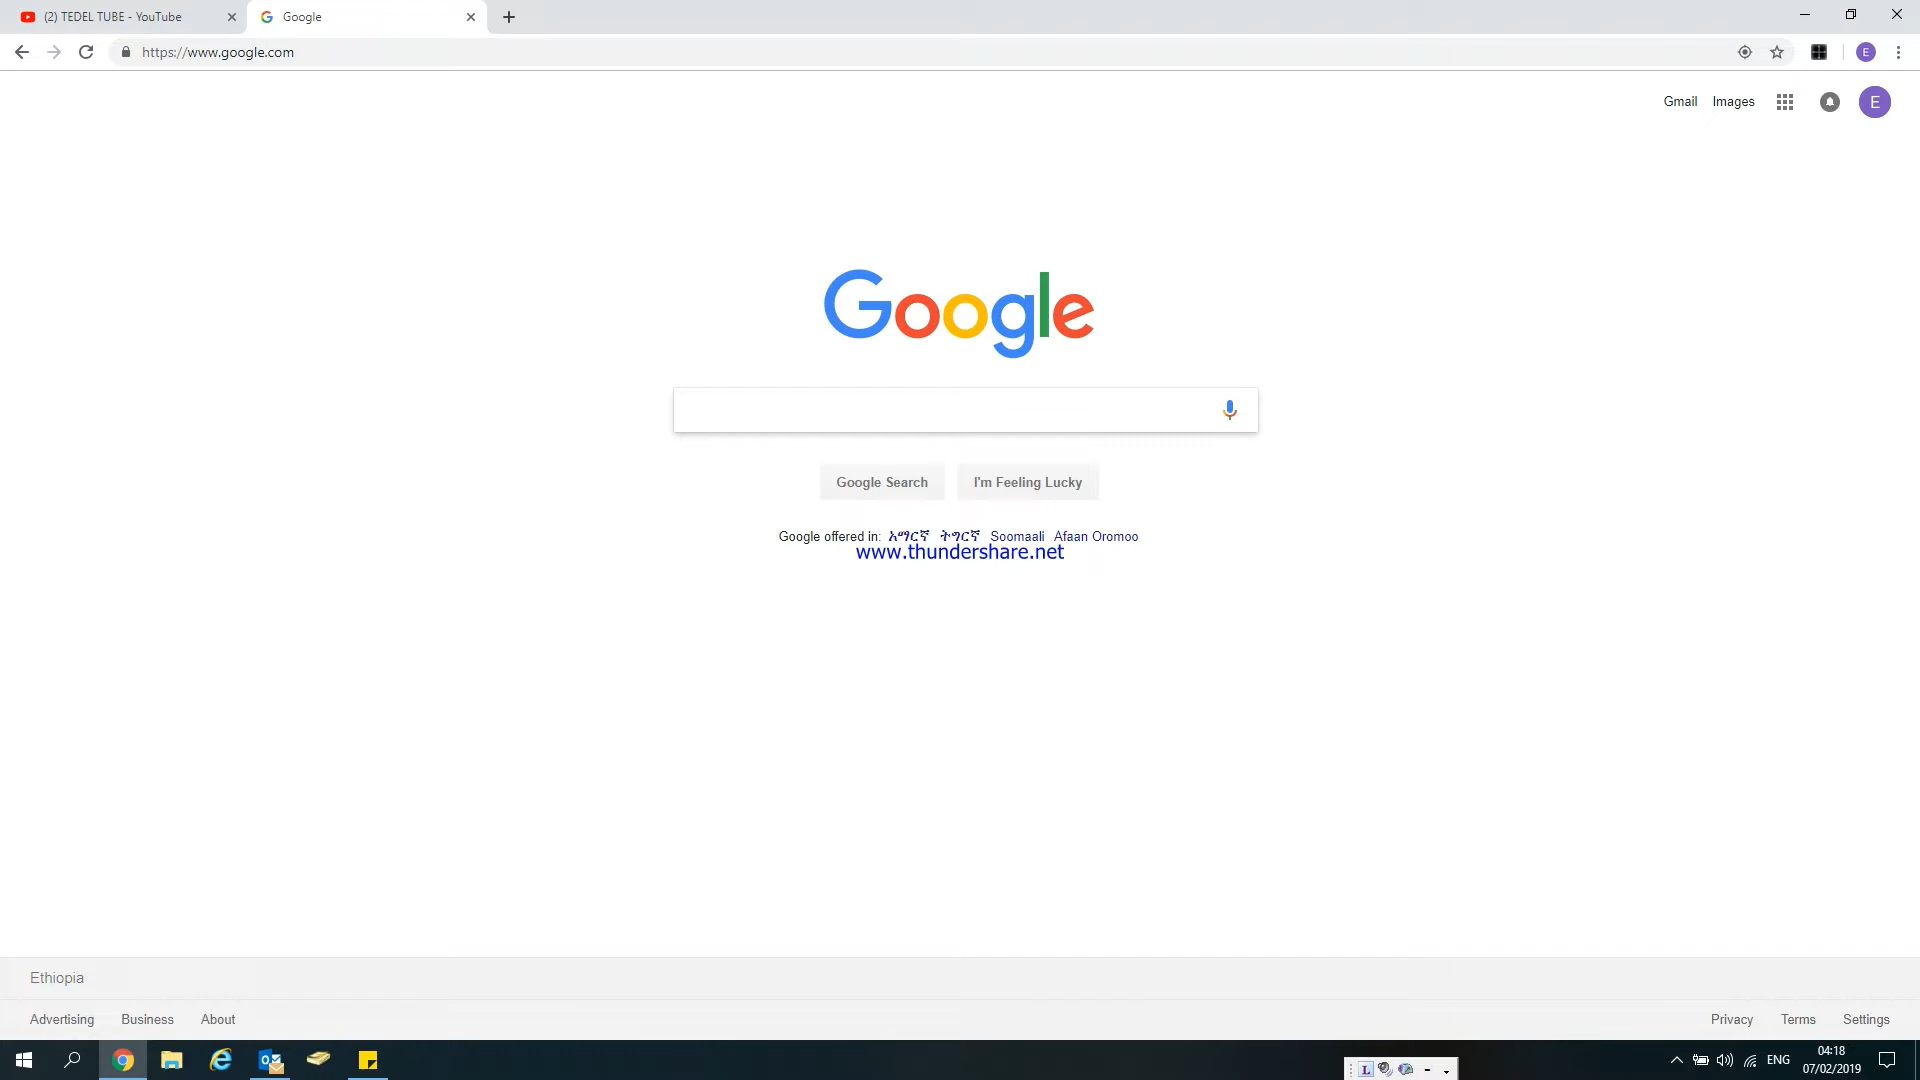 (2) TEDEL TUBE - YouTube
Google
https://www.google.com
E
Gmail Images
E
Google
Google Search I'm Feeling Lucky
Google offered in: አማርኛ ትግርኛ Soomaali Afaan Oromoo
www.thundershare.net
Ethiopia
Advertising Business About
Privacy Terms Settings
L
ENG
04:18
07/02/2019